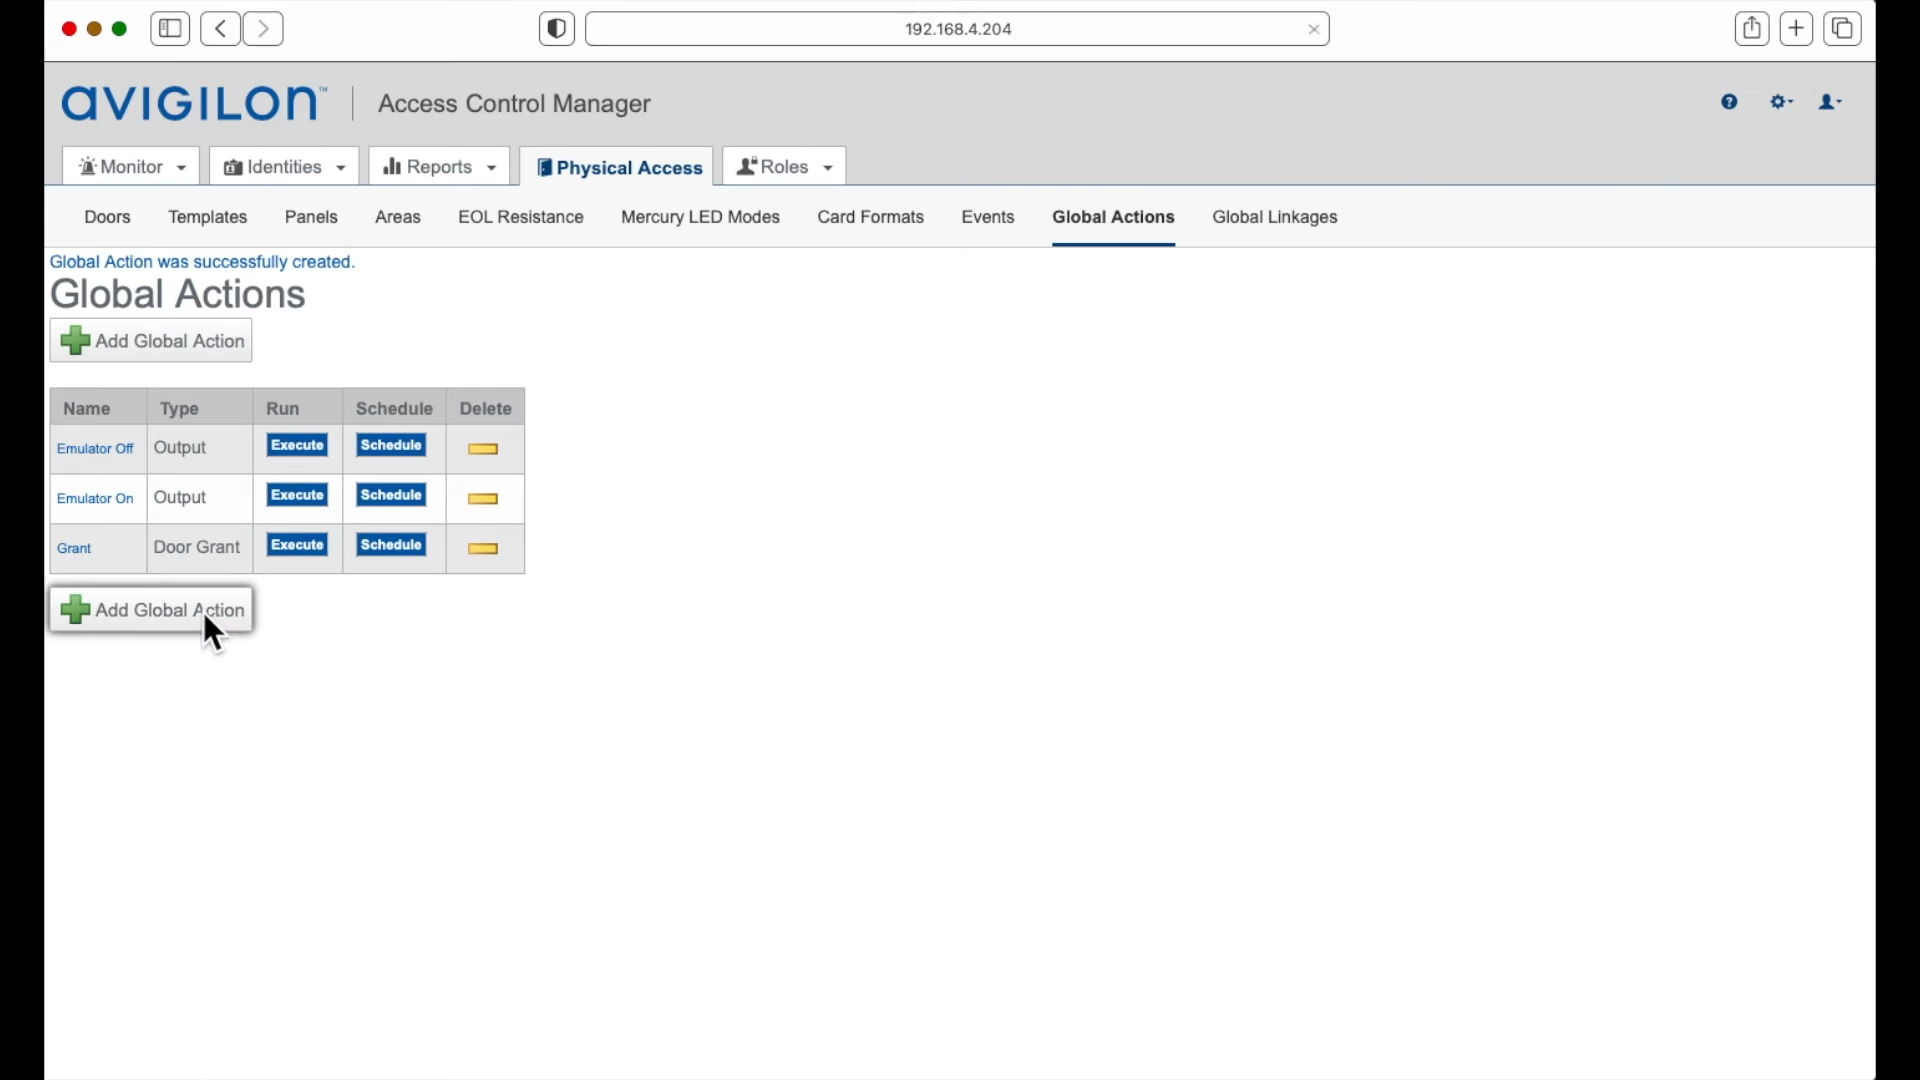 192.168.4.204
AVIGILON™ Access Control Manager
Monitor Identities Reports Physical Access Roles
Doors Templates Panels Areas EOL Resistance Mercury LED Modes Card Formats Events Global Actions Global Linkages
Global Action was successfully created.
Global Actions
Add Global Action
Name Type Run Schedule Delete
Emulator Off Output Execute Schedule
Emulator On Output Execute Schedule
Grant Door Grant Execute Schedule
Add Global Action